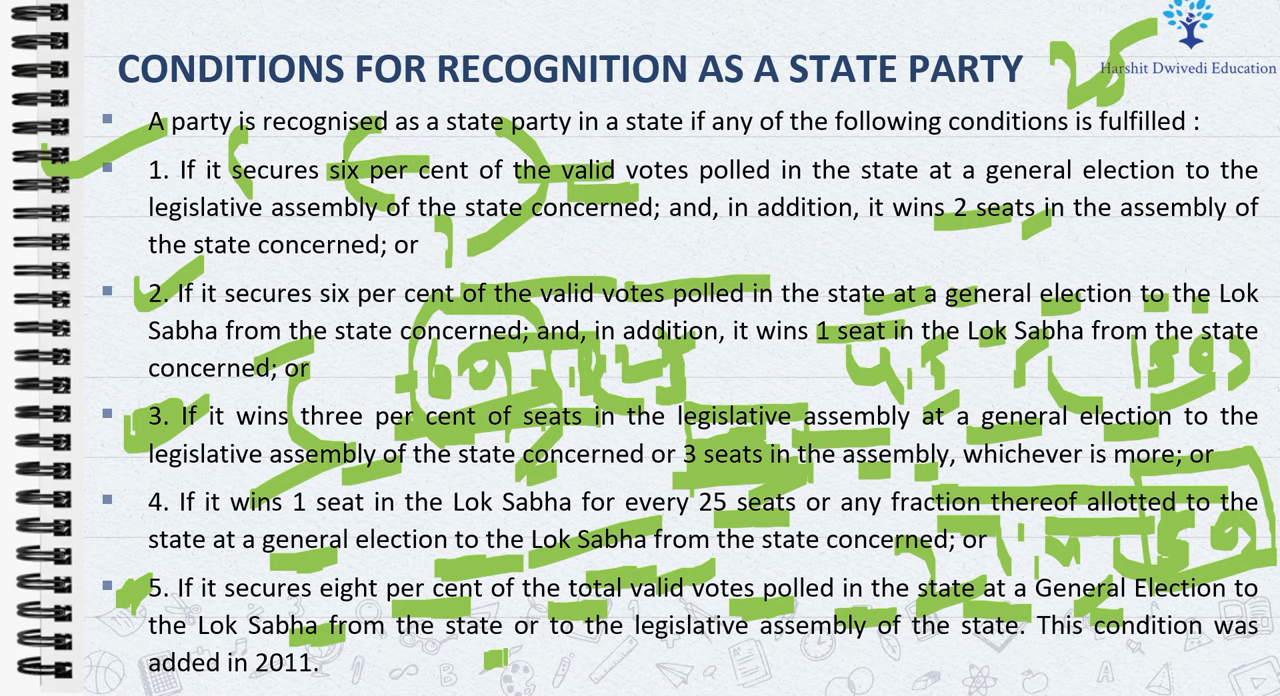 Harshit Dwivedi Education
CONDITIONS FOR RECOGNITION AS A STATE PARTY
A party is recognised as a state party in a state if any of the following conditions is fulfilled :
1. If it secures six per cent of the valid votes polled in the state at a general election to the
legislative assembly of the state concerned; and, in addition, it wins 2 seats in the assembly of
the state concerned; or
2. If it secures six per cent of the valid votes polled in the state at a general election to the Lok
Sabha from the state concerned; and, in addition, it wins 1 seat in the Lok Sabha from the state
concerned; or
3. If it wins three per cent of seats in the legislative assembly at a general election to the
legislative assembly of the state concerned or 3 seats in the assembly, whichever is more; or
4. If it wins 1 seat in the Lok Sabha for every 25 seats or any fraction thereof allotted to the
state at a general election to the Lok Sabha from the state concerned; or
5. If it secures eight per cent of the total valid votes polled in the state at a General Election to
the Lok Sabha from the state or to the legislative assembly of the state. This condition was
added in 2011.